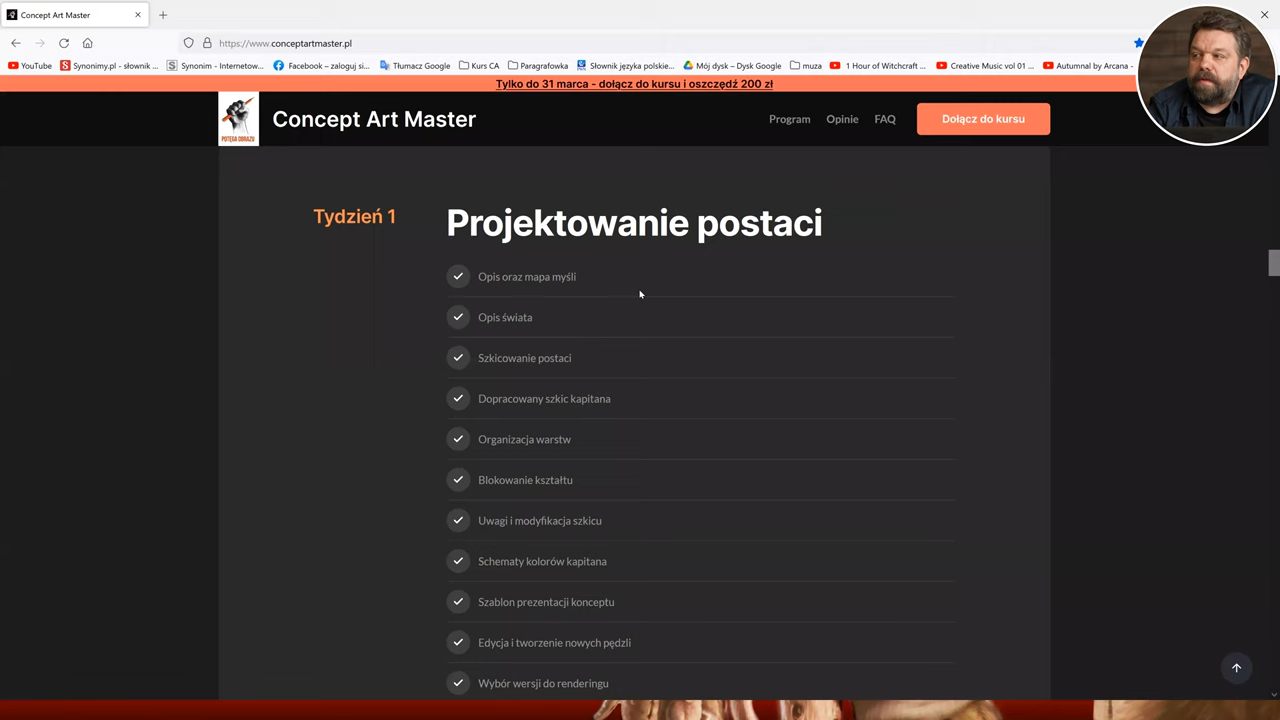 Concept Art Master
https://www.conceptartmaster.pl
YouTube
Synonimy.pl - słownik ...
Synonim - Internetow...
Facebook – zaloguj si...
Tłumacz Google
Kurs CA
Paragrafowka
Słownik języka polskie...
Mój dysk – Dysk Google
muza
1 Hour of Witchcraft ...
Creative Music vol 01 ...
Autumnal by Arcana -
Tylko do 31 marca - dołącz do kursu i oszczędź 200 zł
POTĘGA OBRAZU
Concept Art Master
Program
Opinie
FAQ
Dołącz do kursu
Tydzień 1
Projektowanie postaci
Opis oraz mapa myśli
Opis świata
Szkicowanie postaci
Dopracowany szkic kapitana
Organizacja warstw
Blokowanie kształtu
Uwagi i modyfikacja szkicu
Schematy kolorów kapitana
Szablon prezentacji konceptu
Edycja i tworzenie nowych pędzli
Wybór wersji do renderingu